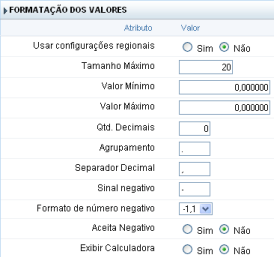 FORMATAÇÃO DOS VALORES
Atributo Valor
Usar configurações regionais Sim Não
Tamanho Máximo 20
Valor Mínimo 0,000000
Valor Máximo 0,000000
Qtd. Decimais 0
Agrupamento .
Separador Decimal ,
Sinal negativo -
Formato de número negativo -1,1
Aceita Negativo Sim Não
Exibir Calculadora Sim Não